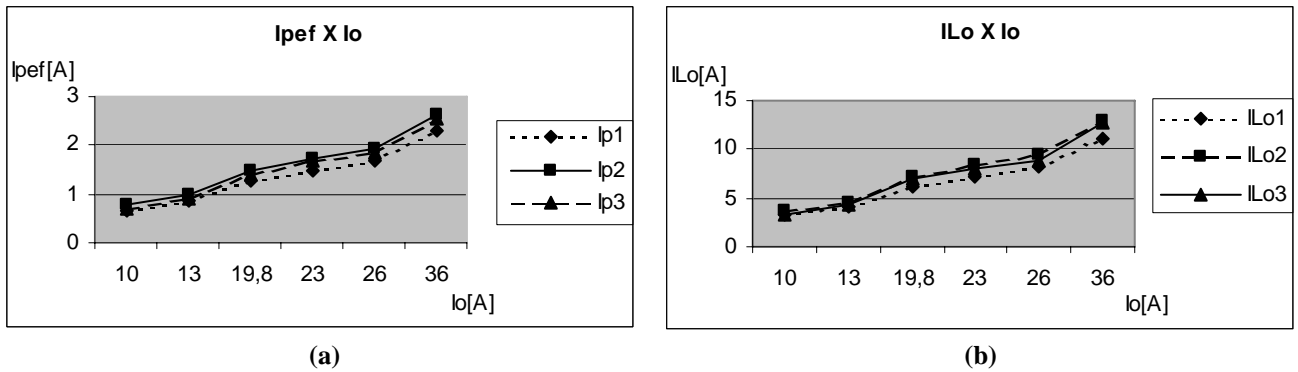 Ipef X Io
Ipef[A]
3
2
1
0
10 13 19,8 23 26 36
Io[A]
Ip1
Ip2
Ip3
(a)
ILo X Io
ILo[A]
15
10
5
0
10 13 19,8 23 26 36
Io[A]
ILo1
ILo2
ILo3
(b)